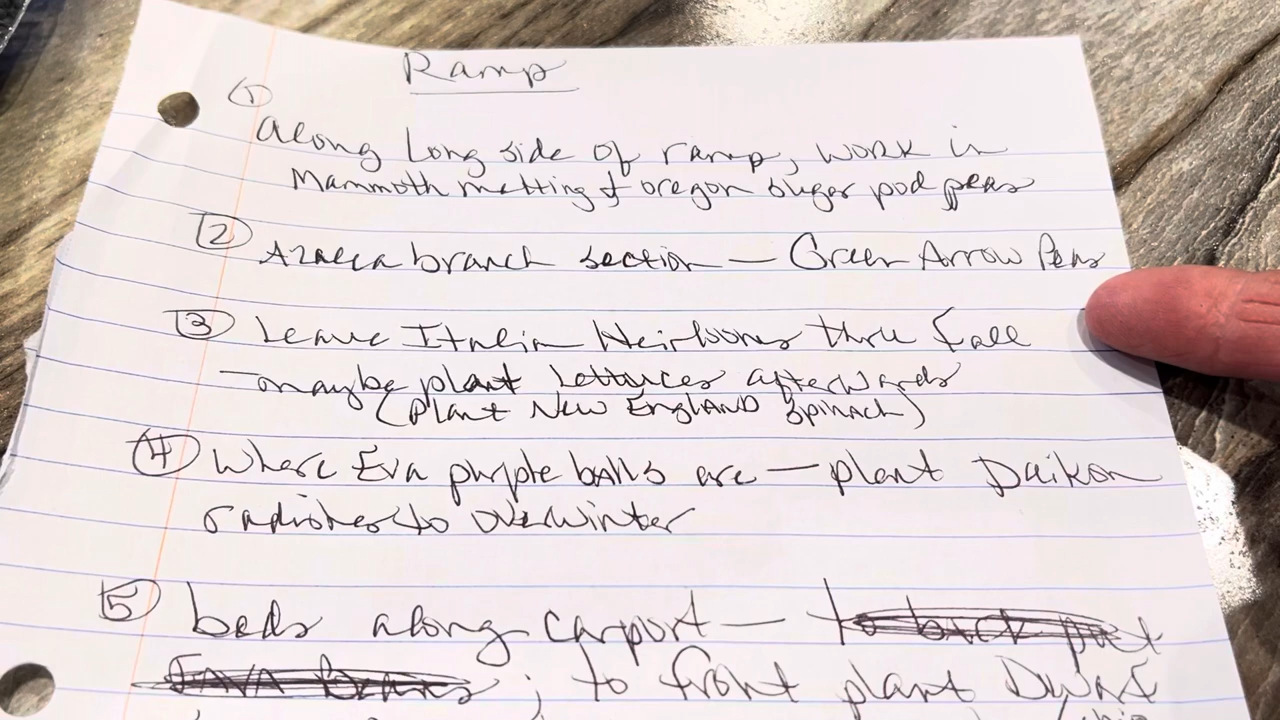 Ramp
①
Along Long side of ramp, work in
Mammoth melting & oregon suger pod peas
② Azalea branch section — Green Arrow Peas
③ Leave Italian Heirlooms thru Fall
– maybe plant Lettuces afterwards
(Plant New England Spinach)
④ Where Eva purple balls are — plant Daikon
radishes to overwinter
⑤ beds along carport — to back put
FAVA beans ; to front plant Dwarf